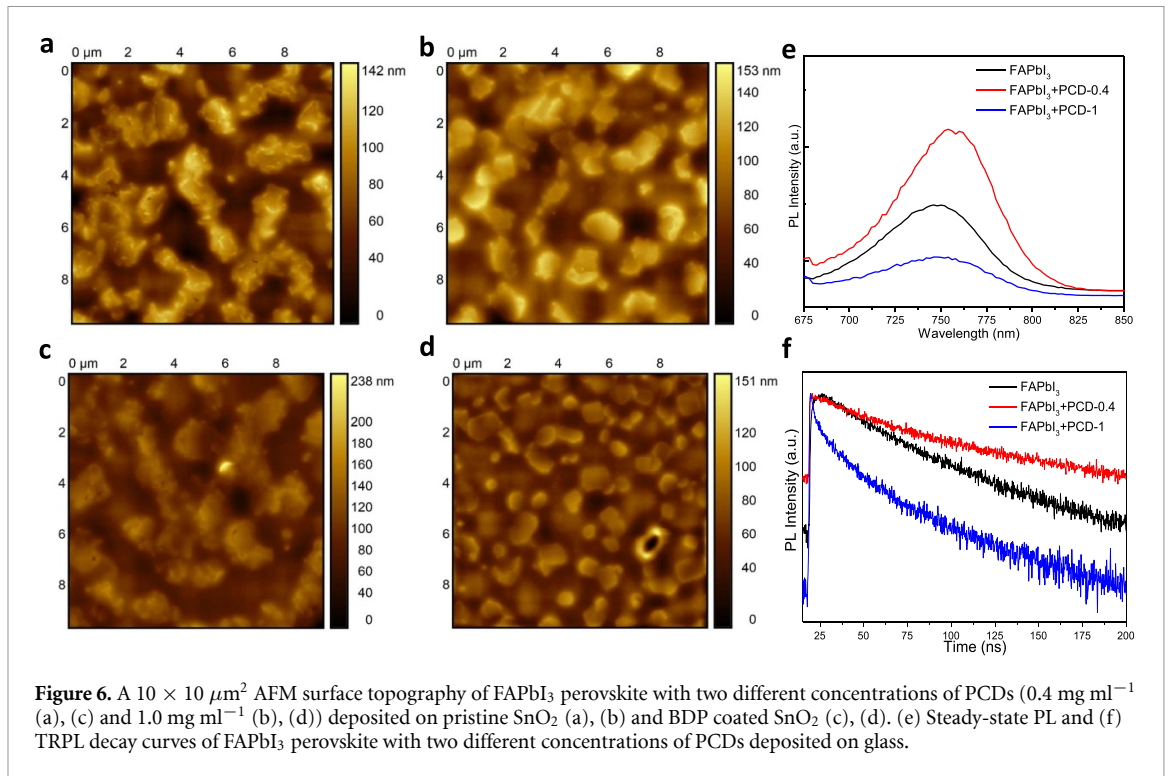 a
0 μm 2 4 6 8
0
2
4
6
8
142 nm
120
100
80
60
40
0
b
0 μm 2 4 6 8
0
2
4
6
8
153 nm
140
120
100
80
60
40
0
c
0 μm 2 4 6 8
0
2
4
6
8
238 nm
200
180
160
140
120
100
80
60
40
0
d
0 μm 2 4 6 8
0
2
4
6
8
151 nm
120
100
80
60
40
0
e
FAPbI₃
FAPbI₃+PCD-0.4
FAPbI₃+PCD-1
PL Intensity (a.u.)
675 700 725 750 775 800 825 850
Wavelength (nm)
f
FAPbI₃
FAPbI₃+PCD-0.4
FAPbI₃+PCD-1
PL Intensity (a.u.)
25 50 75 100 125 150 175 200
Time (ns)
Figure 6. A 10 × 10 μm² AFM surface topography of FAPbI₃ perovskite with two different concentrations of PCDs (0.4 mg ml⁻¹
(a), (c) and 1.0 mg ml⁻¹ (b), (d)) deposited on pristine SnO₂ (a), (b) and BDP coated SnO₂ (c), (d). (e) Steady-state PL and (f)
TRPL decay curves of FAPbI₃ perovskite with two different concentrations of PCDs deposited on glass.